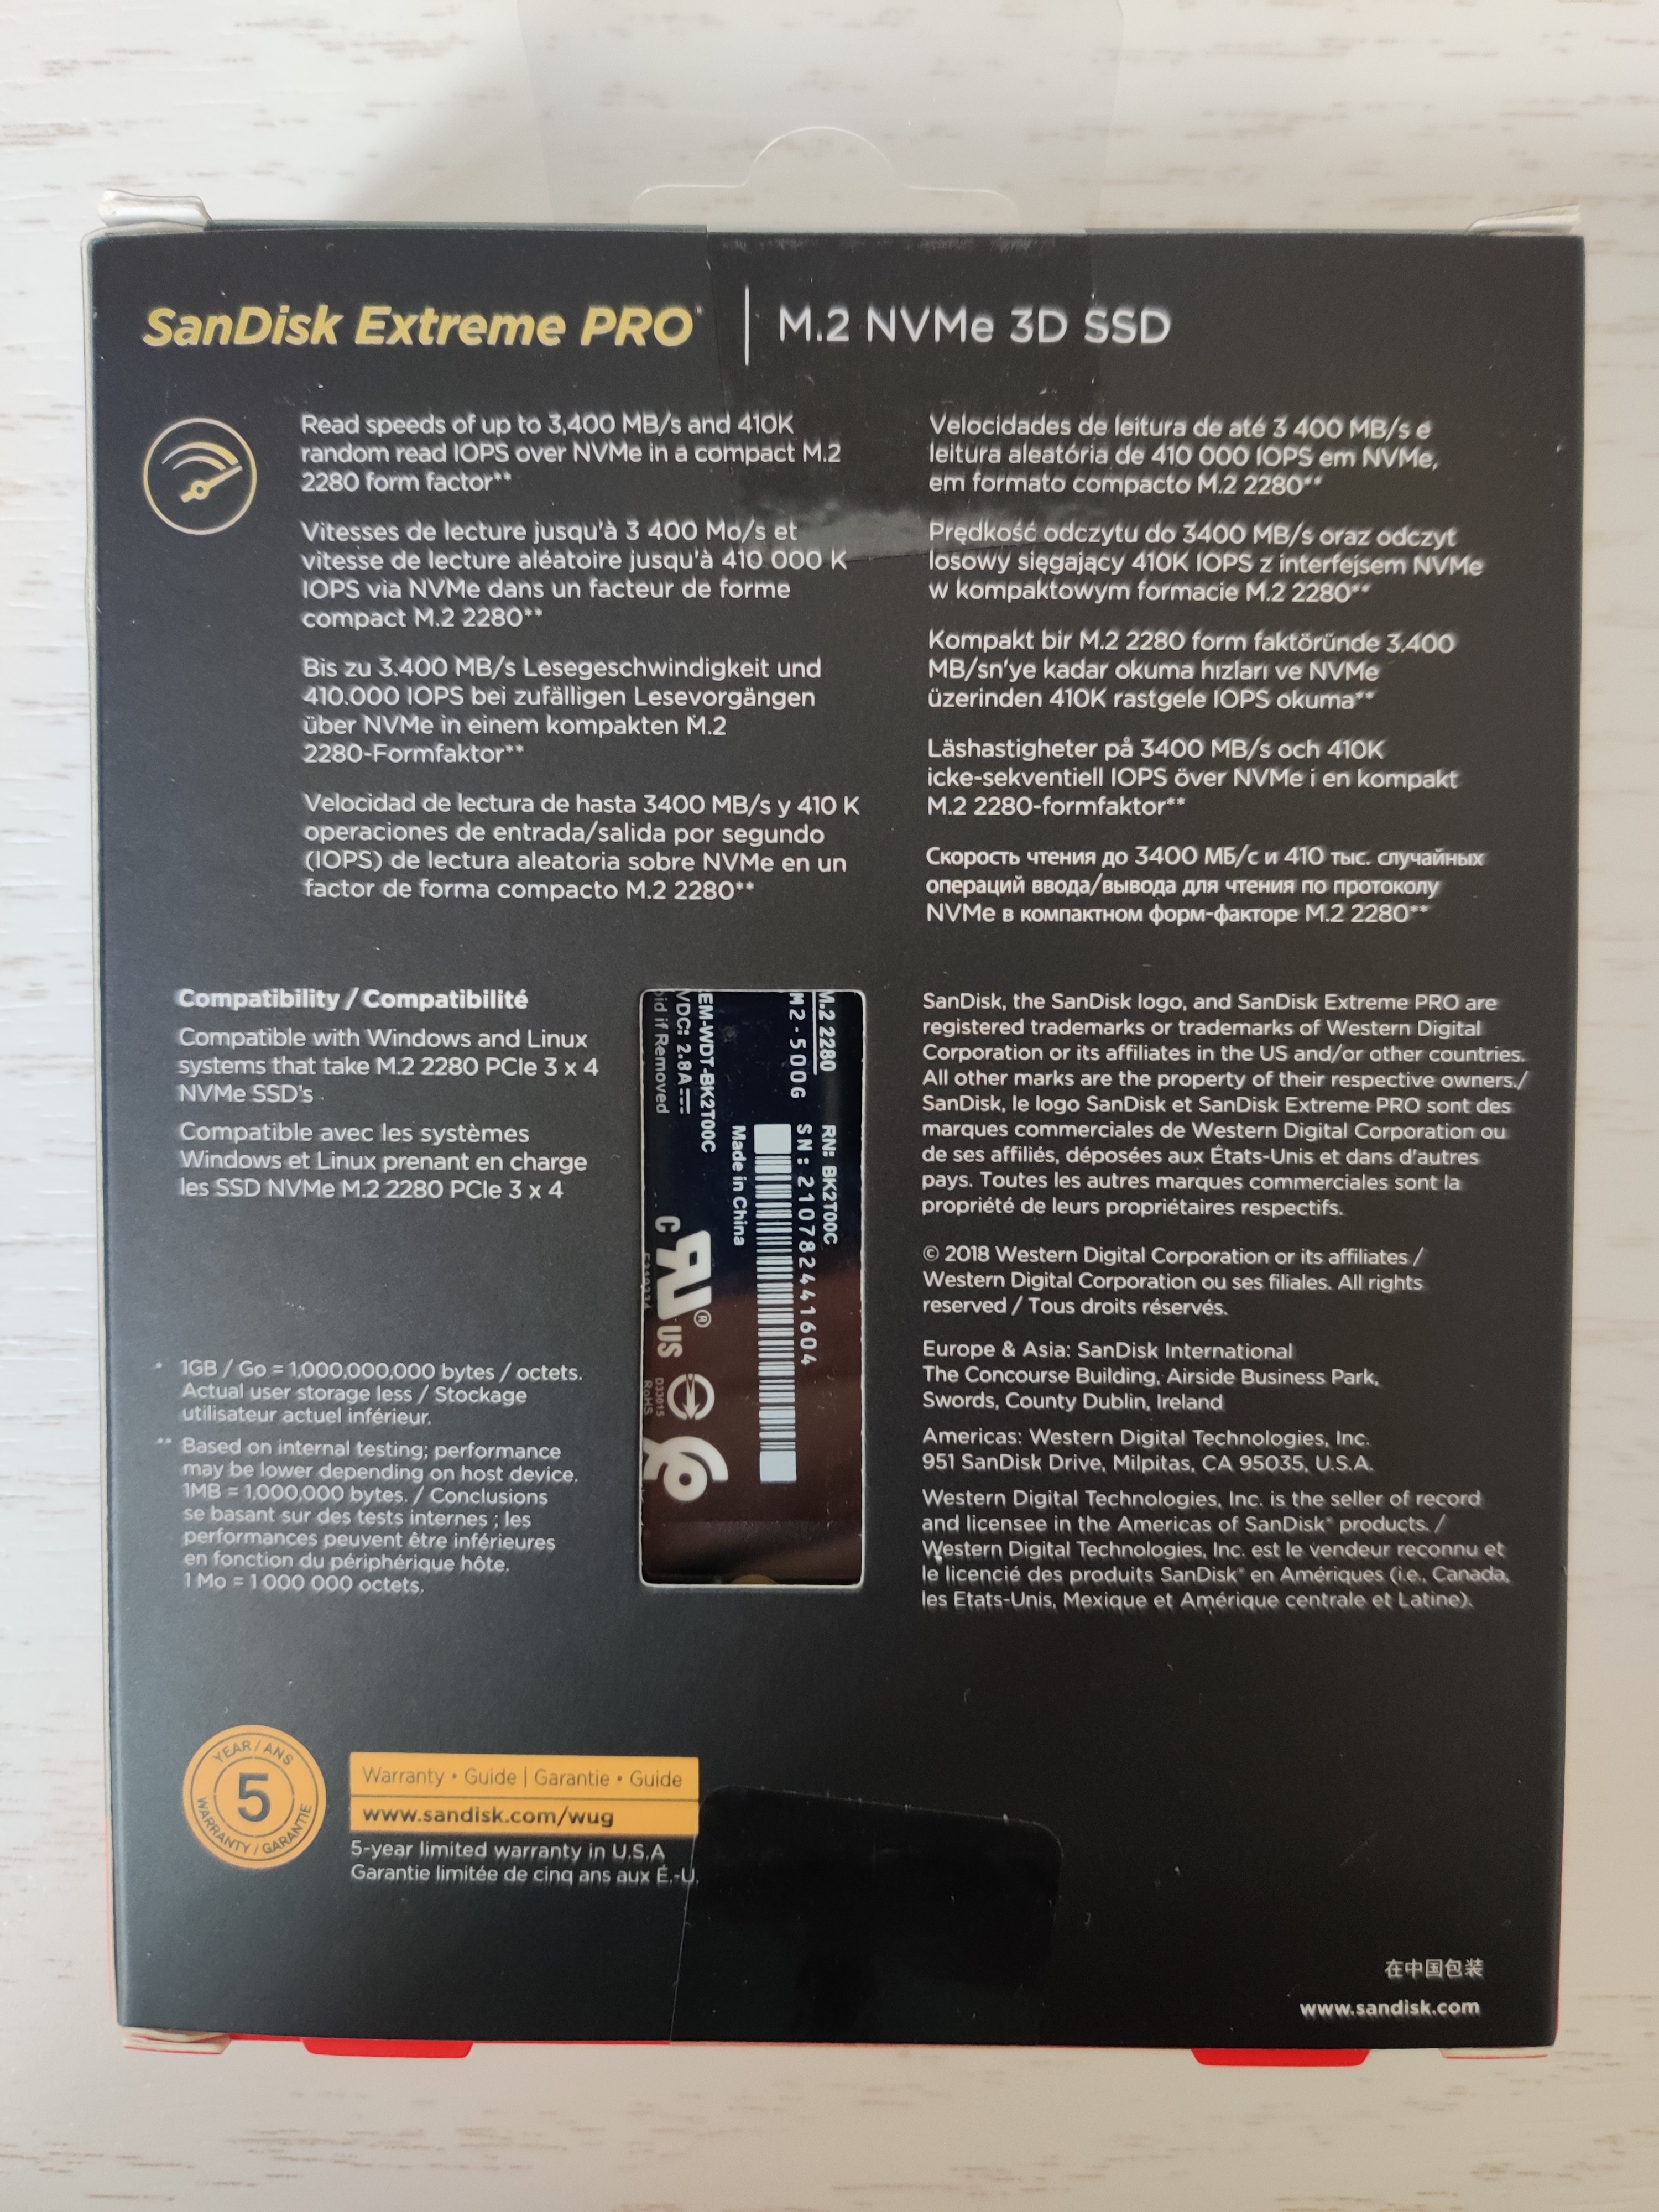 SanDisk Extreme PRO® | M.2 NVMe 3D SSD
Read speeds of up to 3,400 MB/s and 410K
random read IOPS over NVMe in a compact M.2
2280 form factor**
Vitesses de lecture jusqu'à 3 400 Mo/s et
vitesse de lecture aléatoire jusqu'à 410 000 K
IOPS via NVMe dans un facteur de forme
compact M.2 2280**
Bis zu 3.400 MB/s Lesegeschwindigkeit und
410.000 IOPS bei zufälligen Lesevorgängen
über NVMe in einem kompakten M.2
2280-Formfaktor**
Velocidad de lectura de hasta 3400 MB/s y 410 K
operaciones de entrada/salida por segundo
(IOPS) de lectura aleatoria sobre NVMe en un
factor de forma compacto M.2 2280**
Velocidades de leitura de até 3 400 MB/s e
leitura aleatória de 410 000 IOPS em NVMe,
em formato compacto M.2 2280**
Prędkość odczytu do 3400 MB/s oraz odczyt
losowy sięgający 410K IOPS z interfejsem NVMe
w kompaktowym formacie M.2 2280**
Kompakt bir M.2 2280 form faktöründe 3.400
MB/sn'ye kadar okuma hızları ve NVMe
üzerinden 410K rastgele IOPS okuma**
Läshastigheter på 3400 MB/s och 410K
icke-sekventiell IOPS över NVMe i en kompakt
M.2 2280-formfaktor**
Скорость чтения до 3400 МБ/с и 410 тыс. случайных
операций ввода/вывода для чтения по протоколу
NVMe в компактном форм-факторе M.2 2280**
Compatibility / Compatibilité
Compatible with Windows and Linux
systems that take M.2 2280 PCIe 3 x 4
NVMe SSD's
Compatible avec les systèmes
Windows et Linux prenant en charge
les SSD NVMe M.2 2280 PCIe 3 x 4
* 1GB / Go = 1,000,000,000 bytes / octets.
Actual user storage less / Stockage
utilisateur actuel inférieur.
** Based on internal testing; performance
may be lower depending on host device.
1MB = 1,000,000 bytes. / Conclusions
se basant sur des tests internes ; les
performances peuvent être inférieures
en fonction du périphérique hôte.
1 Mo = 1 000 000 octets.
M.2 2280 RN: BK2T00C
M2-500G SN: 210782441604
Made in China
EM-WDT-BK2T00C
VDC: 2.8A
oid if Removed
C UL US ®
D33015
RoHS
SanDisk, the SanDisk logo, and SanDisk Extreme PRO are
registered trademarks or trademarks of Western Digital
Corporation or its affiliates in the US and/or other countries.
All other marks are the property of their respective owners./
SanDisk, le logo SanDisk et SanDisk Extreme PRO sont des
marques commerciales de Western Digital Corporation ou
de ses affiliés, déposées aux États-Unis et dans d'autres
pays. Toutes les autres marques commerciales sont la
propriété de leurs propriétaires respectifs.
© 2018 Western Digital Corporation or its affiliates /
Western Digital Corporation ou ses filiales. All rights
reserved / Tous droits réservés.
Europe & Asia: SanDisk International
The Concourse Building, Airside Business Park,
Swords, County Dublin, Ireland
Americas: Western Digital Technologies, Inc.
951 SanDisk Drive, Milpitas, CA 95035, U.S.A.
Western Digital Technologies, Inc. is the seller of record
and licensee in the Americas of SanDisk® products. /
Western Digital Technologies, Inc. est le vendeur reconnu et
le licencié des produits SanDisk® en Amériques (i.e., Canada,
les Etats-Unis, Mexique et Amérique centrale et Latine).
YEAR / ANS
5
WARRANTY / GARANTIE
Warranty • Guide | Garantie • Guide
www.sandisk.com/wug
5-year limited warranty in U.S.A
Garantie limitée de cinq ans aux É.-U.
在中国包装
www.sandisk.com